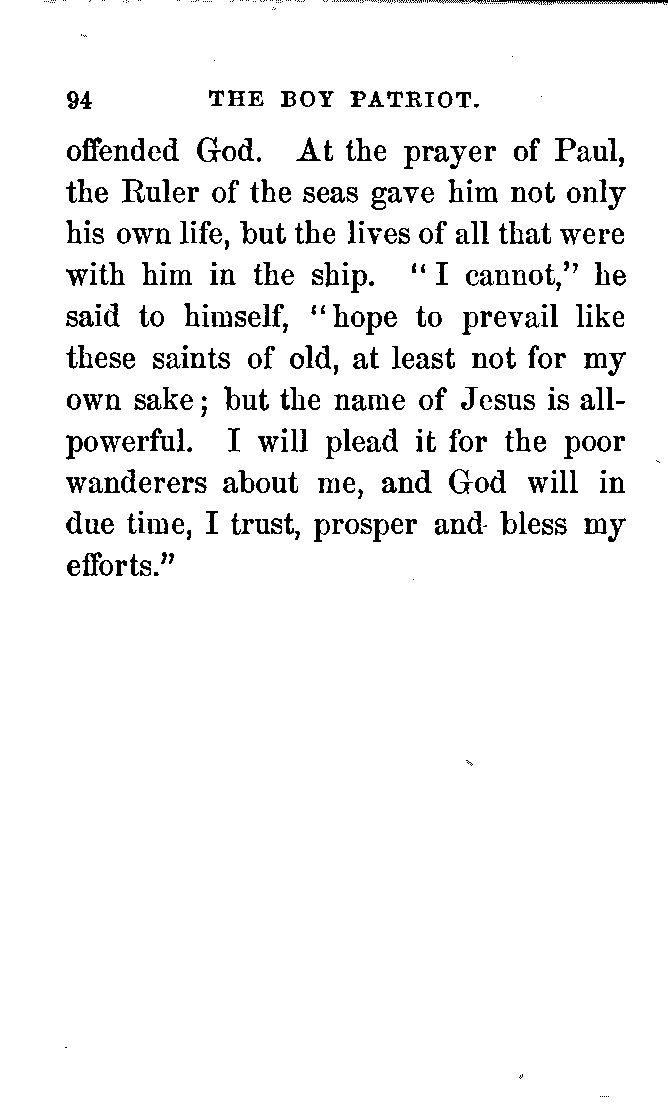 94 THE BOY PATRIOT.
offended God. At the prayer of Paul,
the Ruler of the seas gave him not only
his own life, but the lives of all that were
with him in the ship. "I cannot," he
said to himself, "hope to prevail like
these saints of old, at least not for my
own sake; but the name of Jesus is all-
powerful. I will plead it for the poor
wanderers about me, and God will in
due time, I trust, prosper and bless my
efforts."